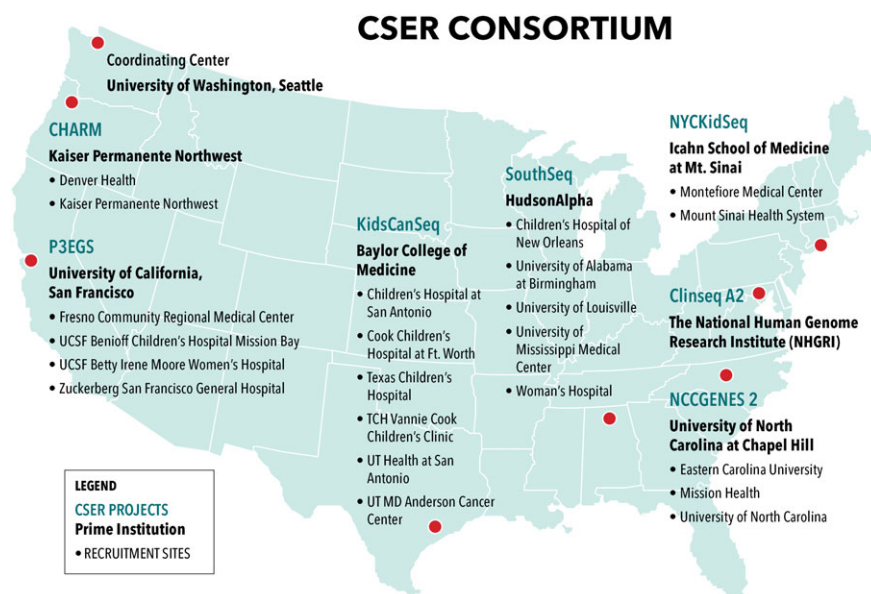 CSER CONSORTIUM
Coordinating Center
University of Washington, Seattle
CHARM
Kaiser Permanente Northwest
• Denver Health
• Kaiser Permanente Northwest
P3EGS
University of California,
San Francisco
• Fresno Community Regional Medical Center
• UCSF Benioff Children's Hospital Mission Bay
• UCSF Betty Irene Moore Women's Hospital
• Zuckerberg San Francisco General Hospital
KidsCanSeq
Baylor College of
Medicine
• Children's Hospital at
San Antonio
• Cook Children's
Hospital at Ft. Worth
• Texas Children's
Hospital
• TCH Vannie Cook
Children's Clinic
• UT Health at San
Antonio
• UT MD Anderson Cancer
Center
SouthSeq
HudsonAlpha
• Children's Hospital of
New Orleans
• University of Alabama
at Birmingham
• University of Louisville
• University of
Mississippi Medical
Center
• Woman's Hospital
NYCKidSeq
Icahn School of Medicine
at Mt. Sinai
• Montefiore Medical Center
• Mount Sinai Health System
Clinseq A2
The National Human Genome
Research Institute (NHGRI)
NCCGENES 2
University of North
Carolina at Chapel Hill
• Eastern Carolina University
• Mission Health
• University of North Carolina
LEGEND
CSER PROJECTS
Prime Institution
• RECRUITMENT SITES